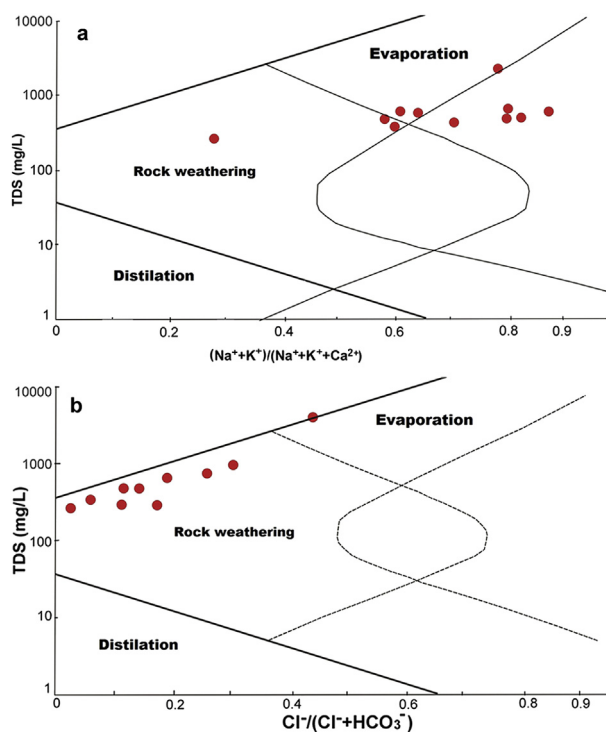 a
10000
1000
100
10
1
TDS (mg/L)
Evaporation
Rock weathering
Distilation
0
0.2
0.4
0.6
0.8
0.9
(Na⁺+K⁺)/(Na⁺+K⁺+Ca²⁺)
b
10000
1000
100
10
1
TDS (mg/L)
Evaporation
Rock weathering
Distilation
0
0.2
0.4
0.6
0.8
0.9
Cl⁻/(Cl⁻+HCO₃⁻)